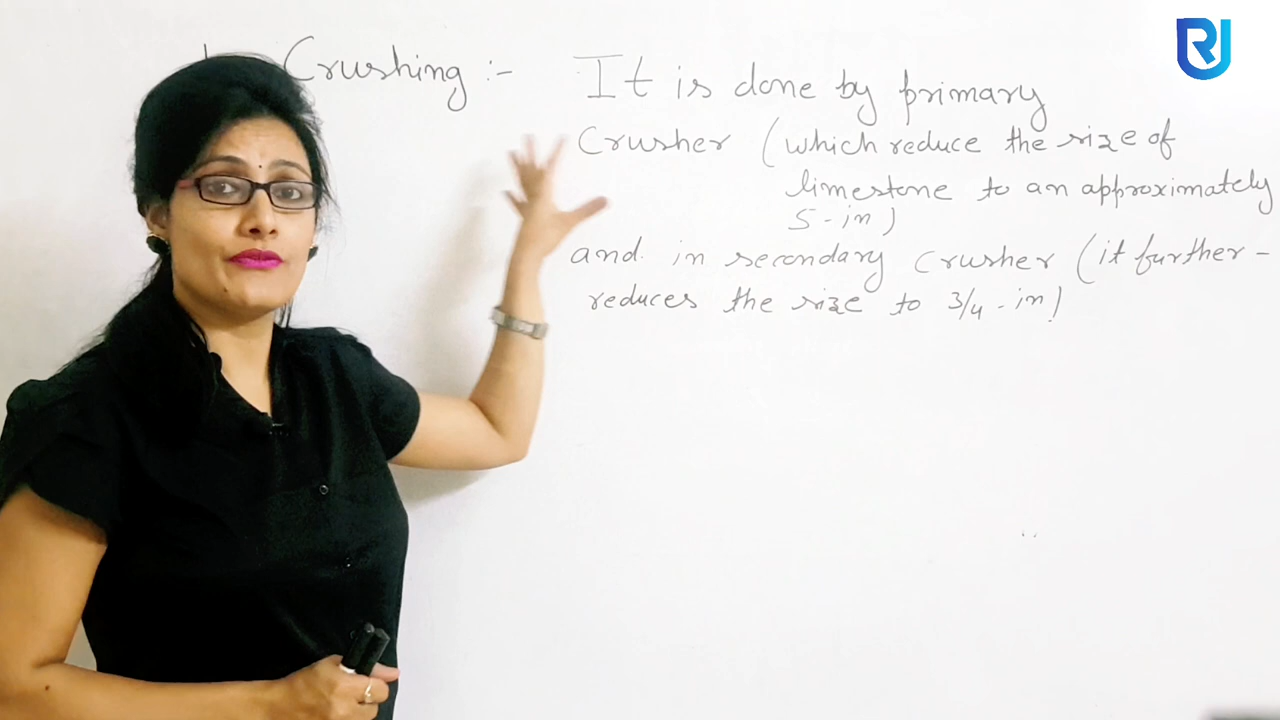 Crushing :- It is done by primary
Crusher (which reduce the size of
limestone to an approximately
5-in)
and in secondary crusher (it further-
reduces the size to 3/4-in)